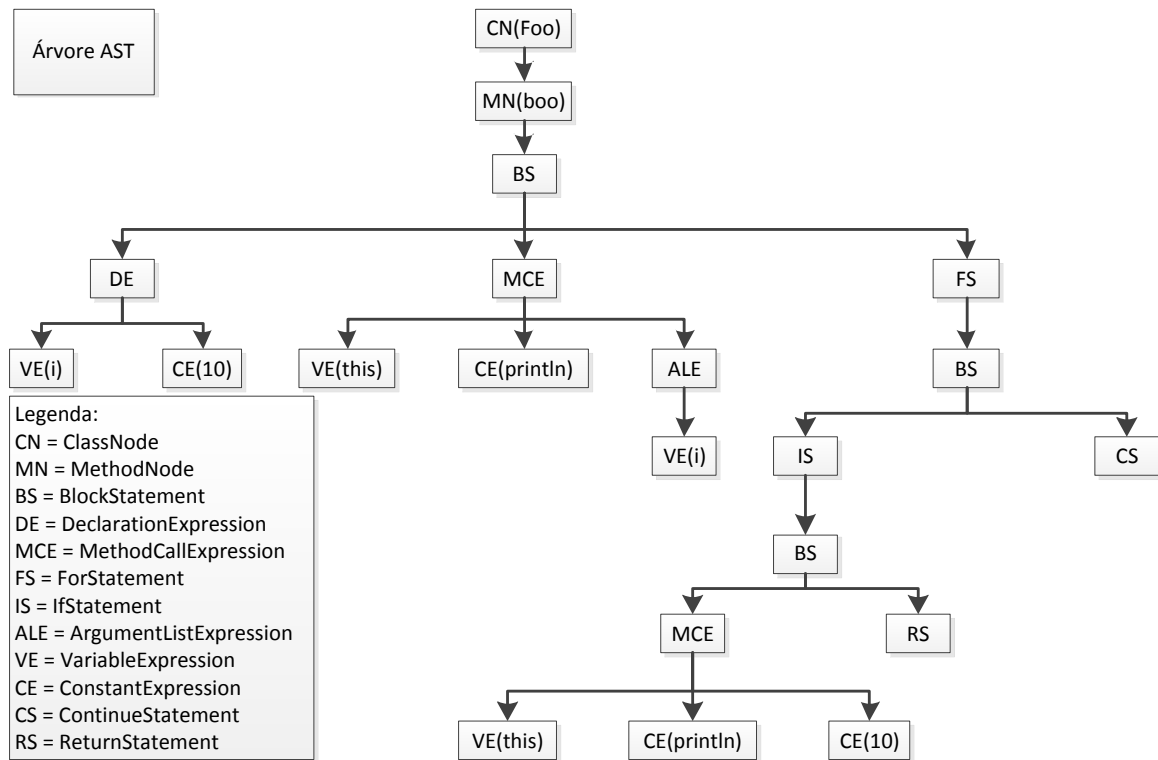 Árvore AST
CN(Foo)
MN(boo)
BS
DE
MCE
FS
VE(i)
CE(10)
VE(this)
CE(println)
ALE
BS
VE(i)
IS
CS
BS
MCE
RS
VE(this)
CE(println)
CE(10)
Legenda:
CN = ClassNode
MN = MethodNode
BS = BlockStatement
DE = DeclarationExpression
MCE = MethodCallExpression
FS = ForStatement
IS = IfStatement
ALE = ArgumentListExpression
VE = VariableExpression
CE = ConstantExpression
CS = ContinueStatement
RS = ReturnStatement